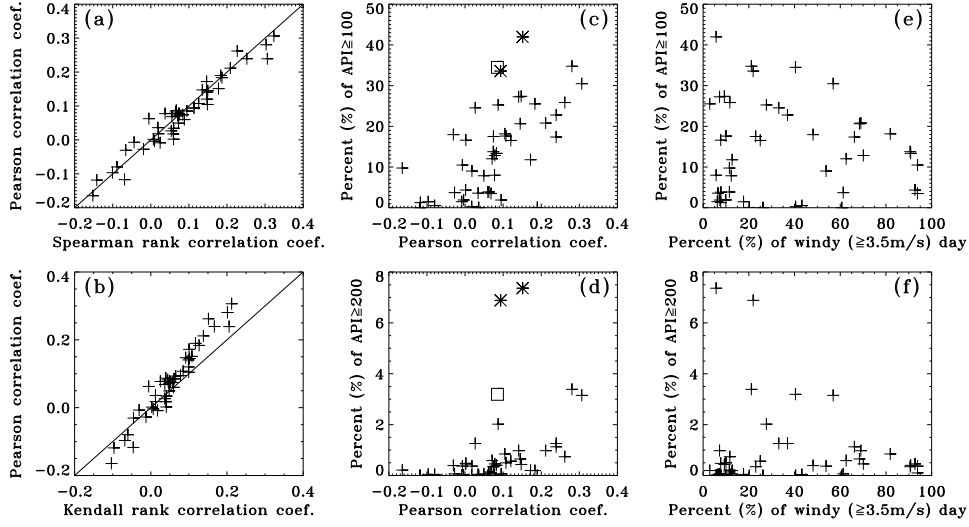 (a)
Pearson correlation coef.
0.4
0.3
0.2
0.1
0.0
−0.1
−0.2
−0.2 −0.1 0.0 0.1 0.2 0.3 0.4
Spearman rank correlation coef.
(c)
Percent (%) of API≧100
50
40
30
20
10
0
−0.2 −0.1 0.0 0.1 0.2 0.3 0.4
Pearson correlation coef.
(e)
Percent (%) of API≧100
50
40
30
20
10
0
0 20 40 60 80 100
Percent (%) of windy (≧3.5m/s) day
(b)
Pearson correlation coef.
0.4
0.2
0.0
−0.2
−0.2 0.0 0.2 0.4
Kendall rank correlation coef.
(d)
Percent (%) of API≧200
8
6
4
2
0
−0.2 −0.1 0.0 0.1 0.2 0.3 0.4
Pearson correlation coef.
(f)
Percent (%) of API≧200
8
6
4
2
0
0 20 40 60 80 100
Percent (%) of windy (≧3.5m/s) day